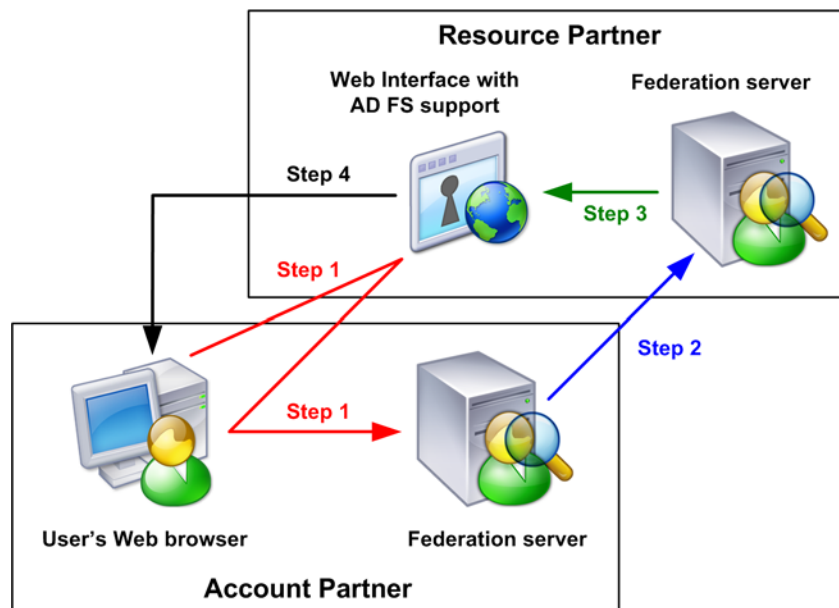 Resource Partner
Web Interface with
AD FS support
Federation server
Step 4
Step 3
Step 1
Step 2
Step 1
User's Web browser
Federation server
Account Partner